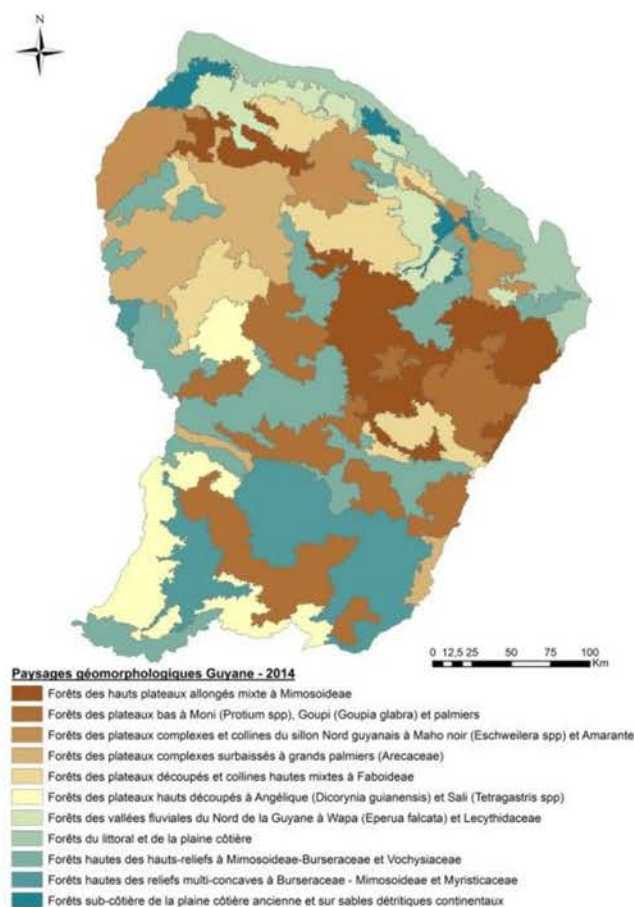 N
0 12,5 25 50 75 100
Km
Paysages géomorphologiques Guyane - 2014
Forêts des hauts plateaux allongés mixte à Mimosoideae
Forêts des plateaux bas à Moni (Protium spp), Goupi (Goupia glabra) et palmiers
Forêts des plateaux complexes et collines du sillon Nord guyanais à Maho noir (Eschweilera spp) et Amarante
Forêts des plateaux complexes surbaissés à grands palmiers (Arecaceae)
Forêts des plateaux découpés et collines hautes mixtes à Faboideae
Forêts des plateaux hauts découpés à Angélique (Dicorynia guianensis) et Sali (Tetragastris spp)
Forêts des vallées fluviales du Nord de la Guyane à Wapa (Eperua falcata) et Lecythidaceae
Forêts du littoral et de la plaine côtière
Forêts hautes des hauts-reliefs à Mimosoideae-Burseraceae et Vochysiaceae
Forêts hautes des reliefs multi-concaves à Burseraceae - Mimosoideae et Myristicaceae
Forêts sub-côtière de la plaine côtière ancienne et sur sables détritiques continentaux